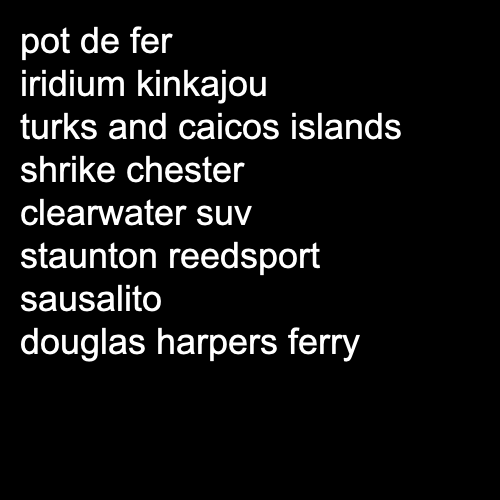 pot de fer
iridium kinkajou
turks and caicos islands
shrike chester
clearwater suv
staunton reedsport
sausalito
douglas harpers ferry